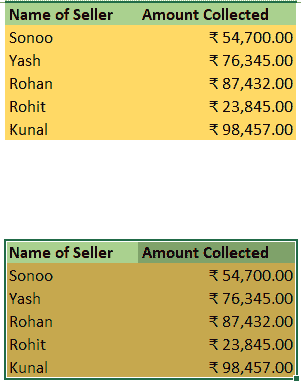 Name of Seller Amount Collected
Sonoo ₹ 54,700.00
Yash ₹ 76,345.00
Rohan ₹ 87,432.00
Rohit ₹ 23,845.00
Kunal ₹ 98,457.00
Name of Seller Amount Collected
Sonoo ₹ 54,700.00
Yash ₹ 76,345.00
Rohan ₹ 87,432.00
Rohit ₹ 23,845.00
Kunal ₹ 98,457.00